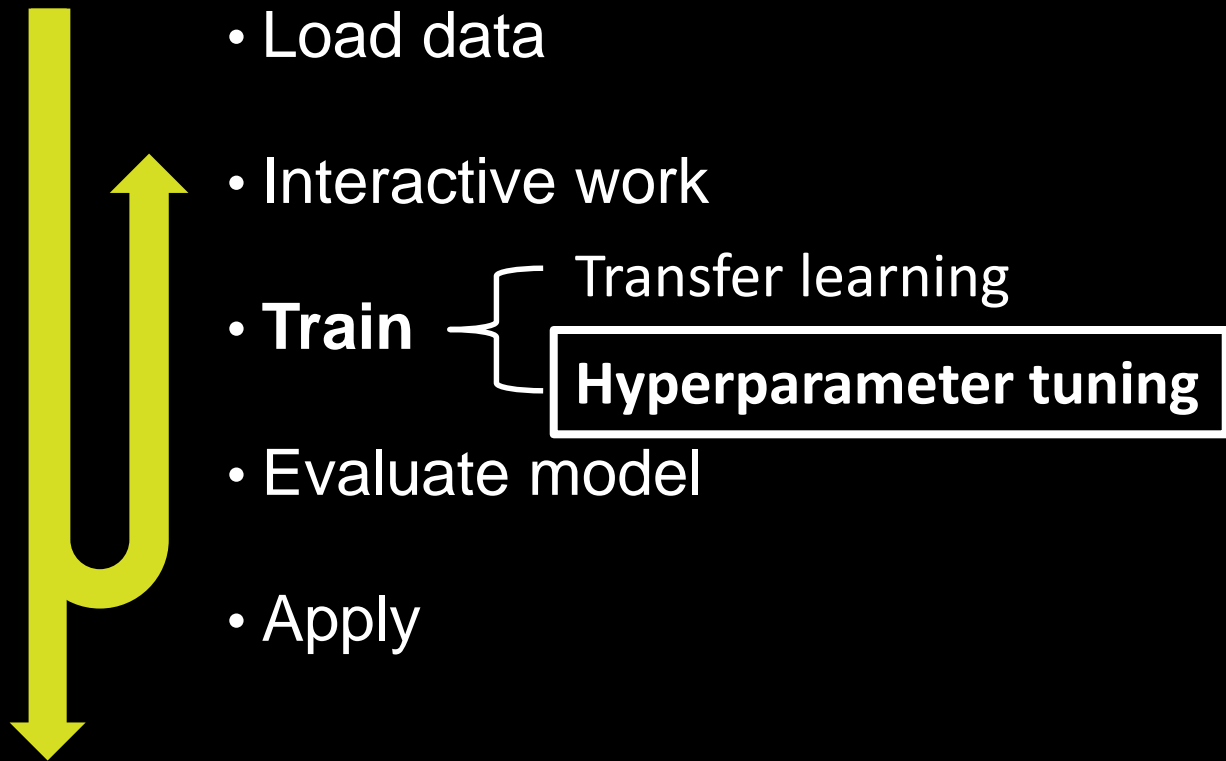 • Load data
• Interactive work
Transfer learning
• Train
Hyperparameter tuning
• Evaluate model
• Apply